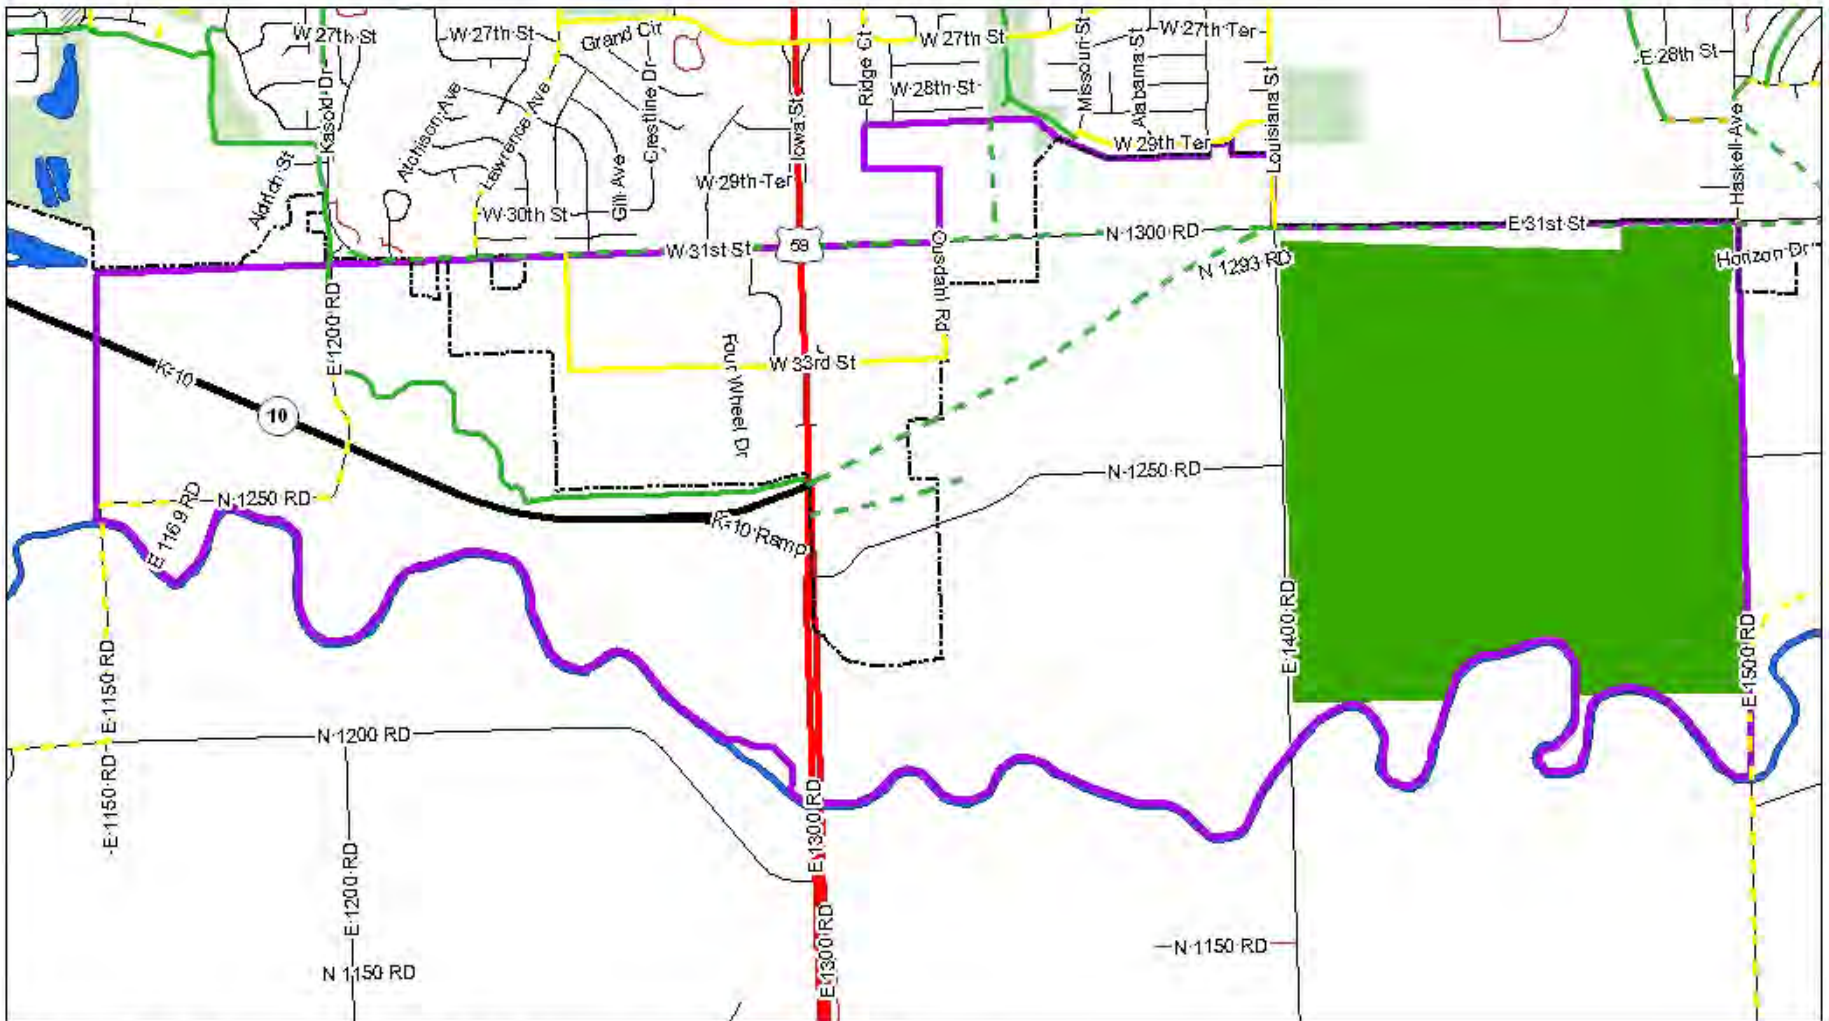 W 27th St
W 27th St
Grand Cir
Ridge Ct
W 27th St
Missouri St
Alabama St
W 27th Ter
Louisiana St
E 28th St
Kasold Dr
Atchison Ave
Lawrence Ave
Crestline Dr
Iowa St
W 28th St
Haskell Ave
W 29th Ter
Aldrich St
W 29th Ter
Gill Ave
W 30th St
W 31st St
59
Ousdahl Rd
N 1300 RD
E 31st St
N 1293 RD
Horizon Dr
E 1200 RD
K-10
10
Four Wheel Dr
W 33rd St
N 1250 RD
E 1169 RD
N 1250 RD
K-10 Ramp
E 1400 RD
E 1500 RD
E 1150 RD
N 1200 RD
E 1150 RD
E 1300 RD
E 1200 RD
E 1300 RD
N 1150 RD
N 1150 RD